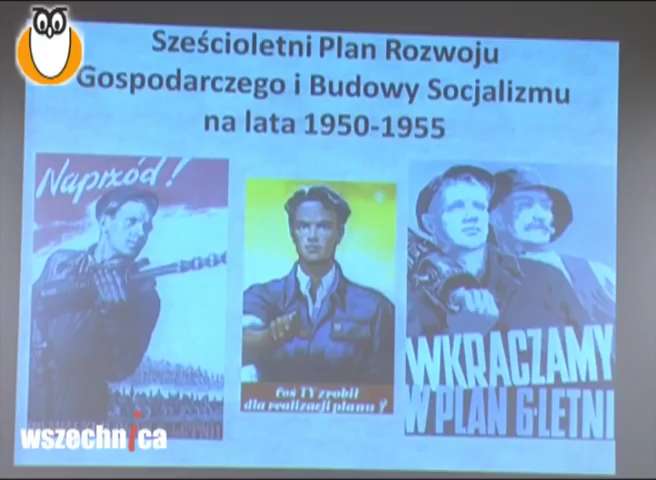 Sześcioletni Plan Rozwoju
Gospodarczego i Budowy Socjalizmu
na lata 1950-1955
Naprzód!
Coś TY zrobił
dla realizacji planu ?
WKRACZAMY
W PLAN 6-LETNI
wszechnica